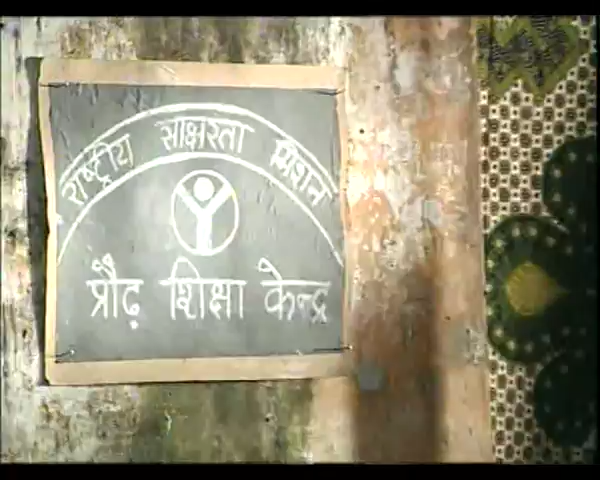 राष्ट्रीय साक्षरता मिशन
प्रौढ़ शिक्षा केन्द्र